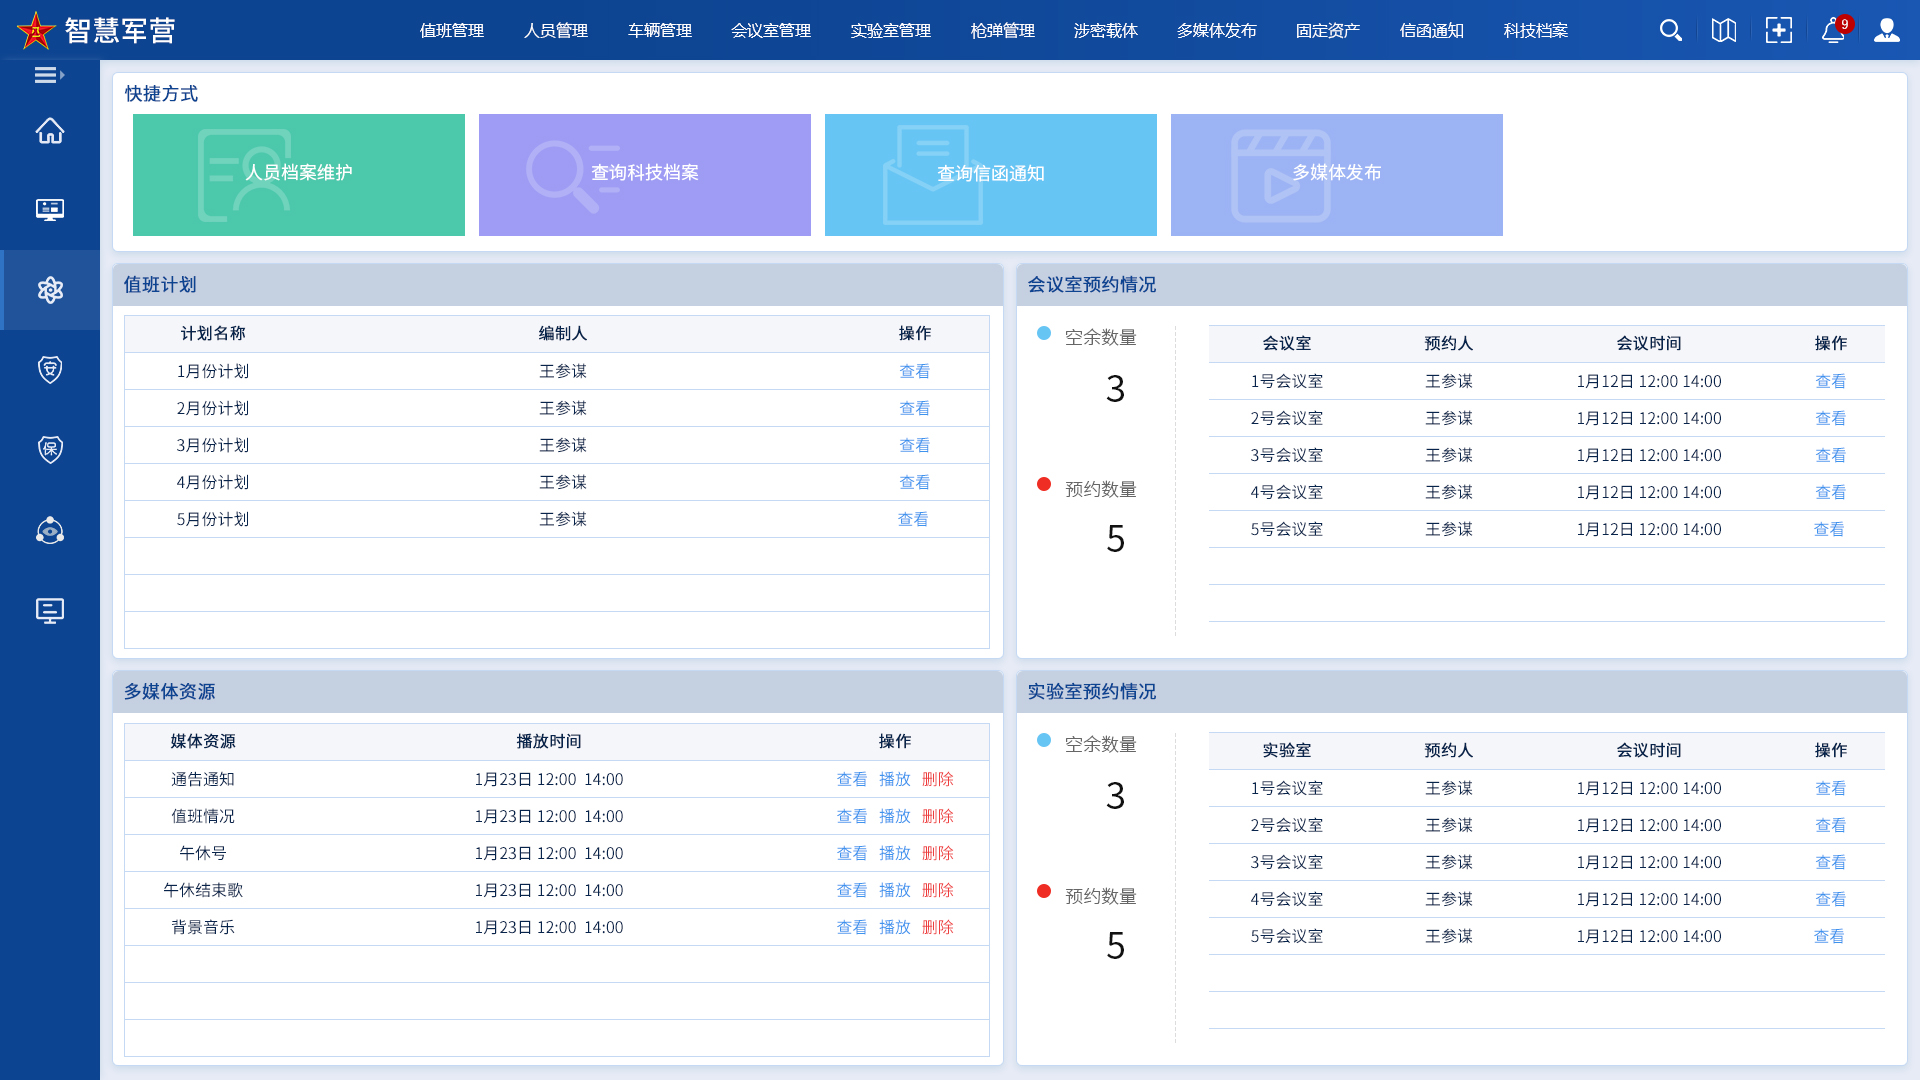 智慧军营
值班管理 人员管理 车辆管理 会议室管理 实验室管理 枪弹管理 涉密载体 多媒体发布 固定资产 信函通知 科技档案
9
快捷方式
人员档案维护 查询科技档案 查询信函通知 多媒体发布
安
保
值班计划
计划名称 编制人 操作
1月份计划 王参谋 查看
2月份计划 王参谋 查看
3月份计划 王参谋 查看
4月份计划 王参谋 查看
5月份计划 王参谋 查看
会议室预约情况
空余数量
3
预约数量
5
会议室 预约人 会议时间 操作
1号会议室 王参谋 1月12日 12:00 14:00 查看
2号会议室 王参谋 1月12日 12:00 14:00 查看
3号会议室 王参谋 1月12日 12:00 14:00 查看
4号会议室 王参谋 1月12日 12:00 14:00 查看
5号会议室 王参谋 1月12日 12:00 14:00 查看
多媒体资源
媒体资源 播放时间 操作
通告通知 1月23日 12:00 14:00 查看 播放 删除
值班情况 1月23日 12:00 14:00 查看 播放 删除
午休号 1月23日 12:00 14:00 查看 播放 删除
午休结束歌 1月23日 12:00 14:00 查看 播放 删除
背景音乐 1月23日 12:00 14:00 查看 播放 删除
实验室预约情况
空余数量
3
预约数量
5
实验室 预约人 会议时间 操作
1号会议室 王参谋 1月12日 12:00 14:00 查看
2号会议室 王参谋 1月12日 12:00 14:00 查看
3号会议室 王参谋 1月12日 12:00 14:00 查看
4号会议室 王参谋 1月12日 12:00 14:00 查看
5号会议室 王参谋 1月12日 12:00 14:00 查看